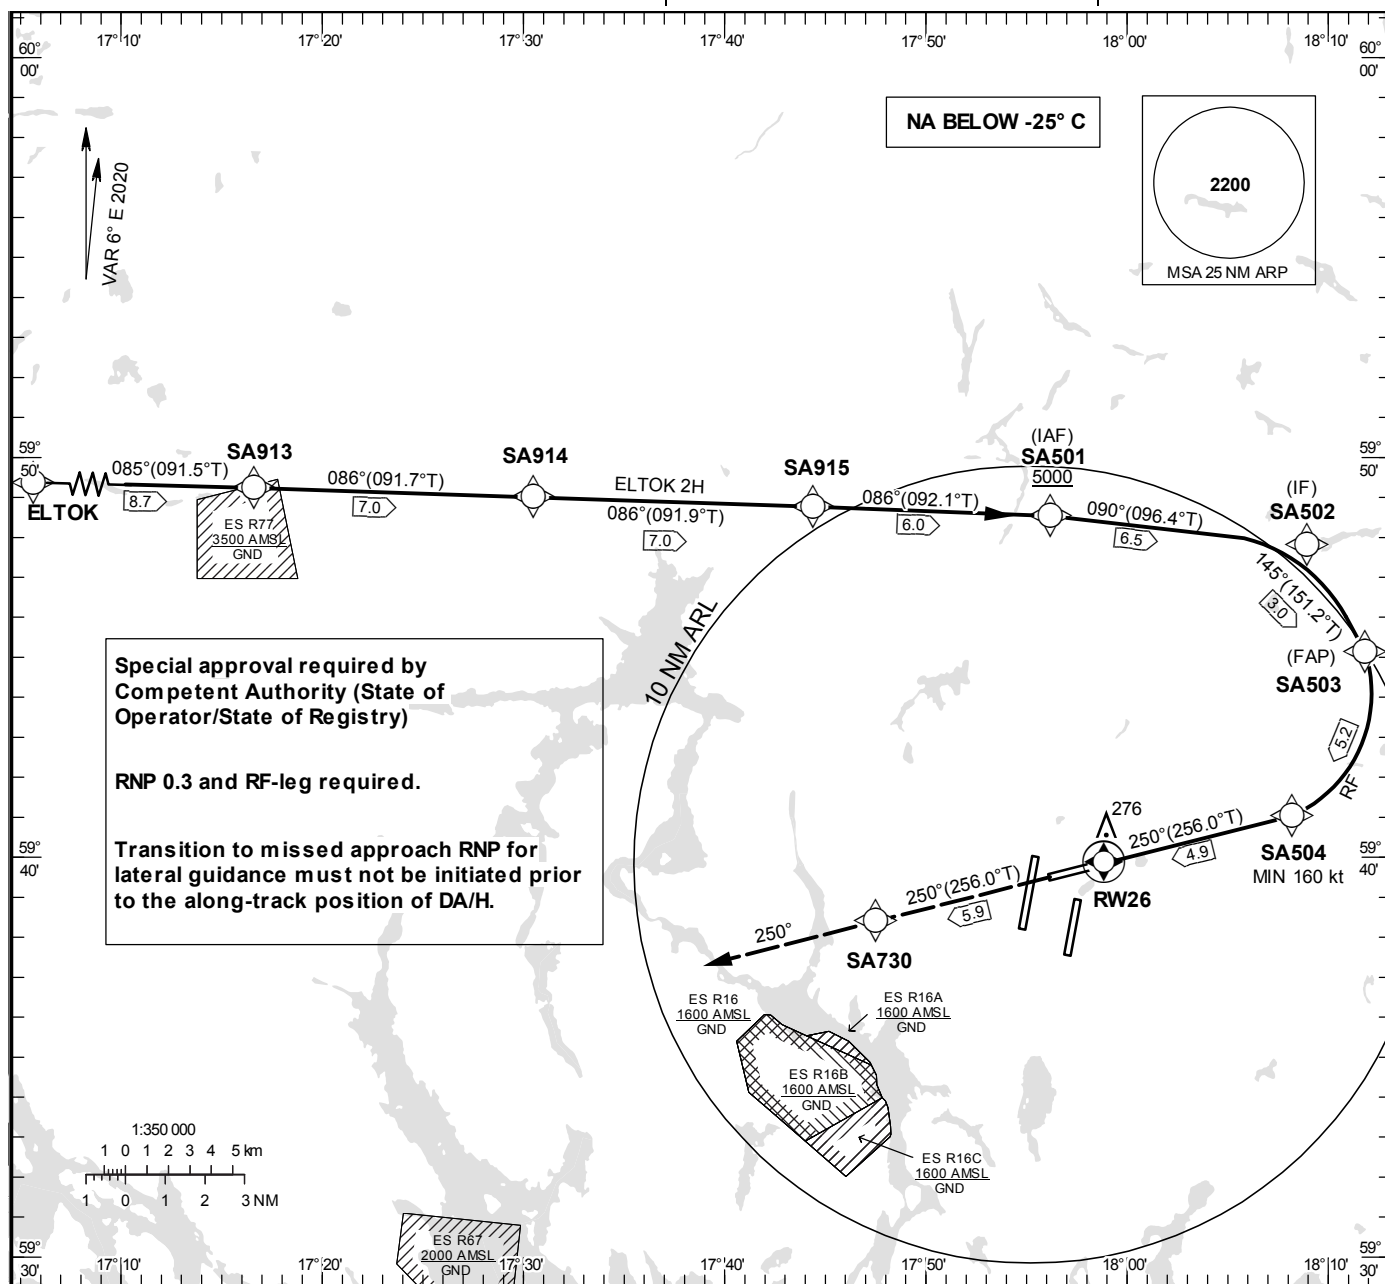 17°10'
17°20'
17°30'
17°40'
17°50'
18°00'
18°10'
60°
00'
60°
00'
NA BELOW -25° C
2200
MSA 25 NM ARP
VAR 6° E 2020
59°
50'
59°
50'
ELTOK
085°(091.5°T)
8.7
SA913
086°(091.7°T)
7.0
SA914
ELTOK 2H
086°(091.9°T)
7.0
SA915
086°(092.1°T)
6.0
(IAF)
SA501
5000
090°(096.4°T)
6.5
(IF)
SA502
145°(151.2°T)
3.0
(FAP)
SA503
5.2
RF
ES R77
3500 AMSL
GND
10 NM ARL
Special approval required by
Competent Authority (State of
Operator/State of Registry)
RNP 0.3 and RF-leg required.
Transition to missed approach RNP for
lateral guidance must not be initiated prior
to the along-track position of DA/H.
276
250°(256.0°T)
4.9
SA504
MIN 160 kt
RW26
250°(256.0°T)
5.9
SA730
250°
59°
40'
59°
40'
ES R16
1600 AMSL
GND
ES R16A
1600 AMSL
GND
ES R16B
1600 AMSL
GND
ES R16C
1600 AMSL
GND
1:350 000
1 0 1 2 3 4 5 km
1 0 1 2 3 NM
ES R67
2000 AMSL
GND
59°
30'
59°
30'
17°10'
17°20'
17°30'
17°40'
17°50'
18°00'
18°10'